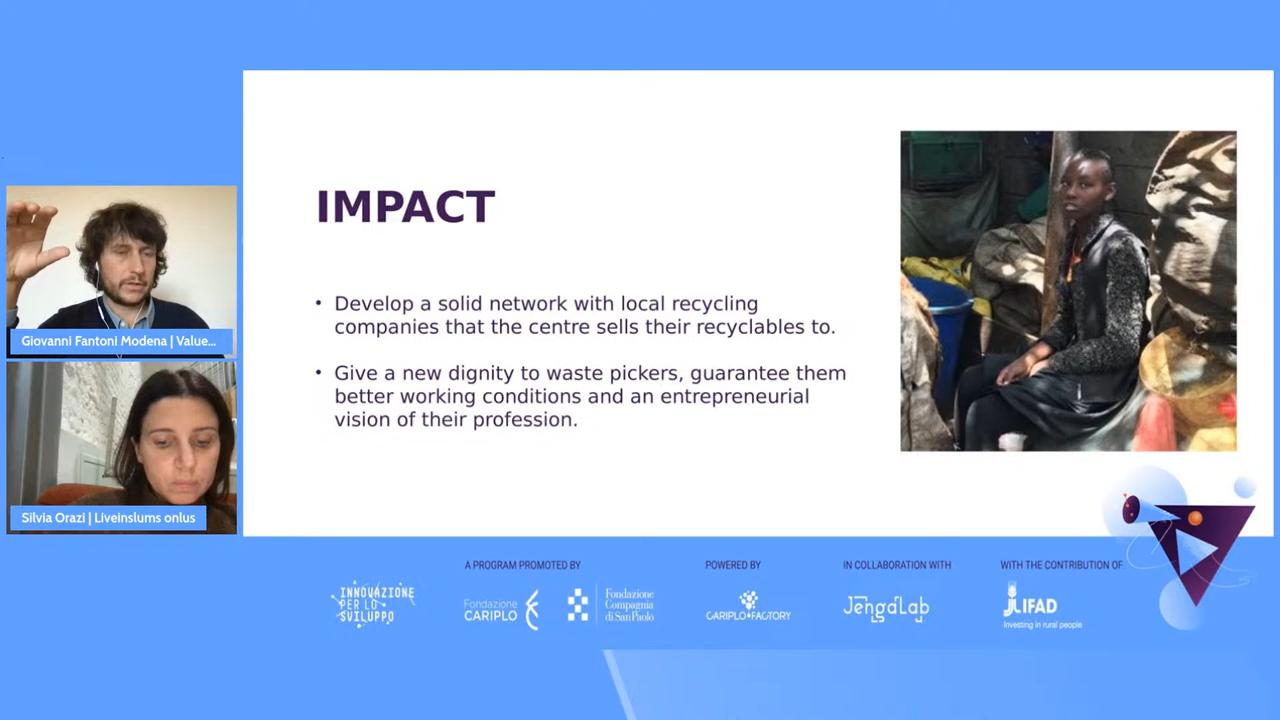 IMPACT
• Develop a solid network with local recycling
companies that the centre sells their recyclables to.
• Give a new dignity to waste pickers, guarantee them
better working conditions and an entrepreneurial
vision of their profession.
Giovanni Fantoni Modena | Value...
Silvia Orazi | Liveinslums onlus
INNOVAZIONE
PER LO
SVILUPPO
A PROGRAM PROMOTED BY
Fondazione
CARIPLO
Fondazione
Compagnia
di San Paolo
POWERED BY
CARIPLO FACTORY
IN COLLABORATION WITH
JengaLab
WITH THE CONTRIBUTION OF
JLIFAD
Investing in rural people